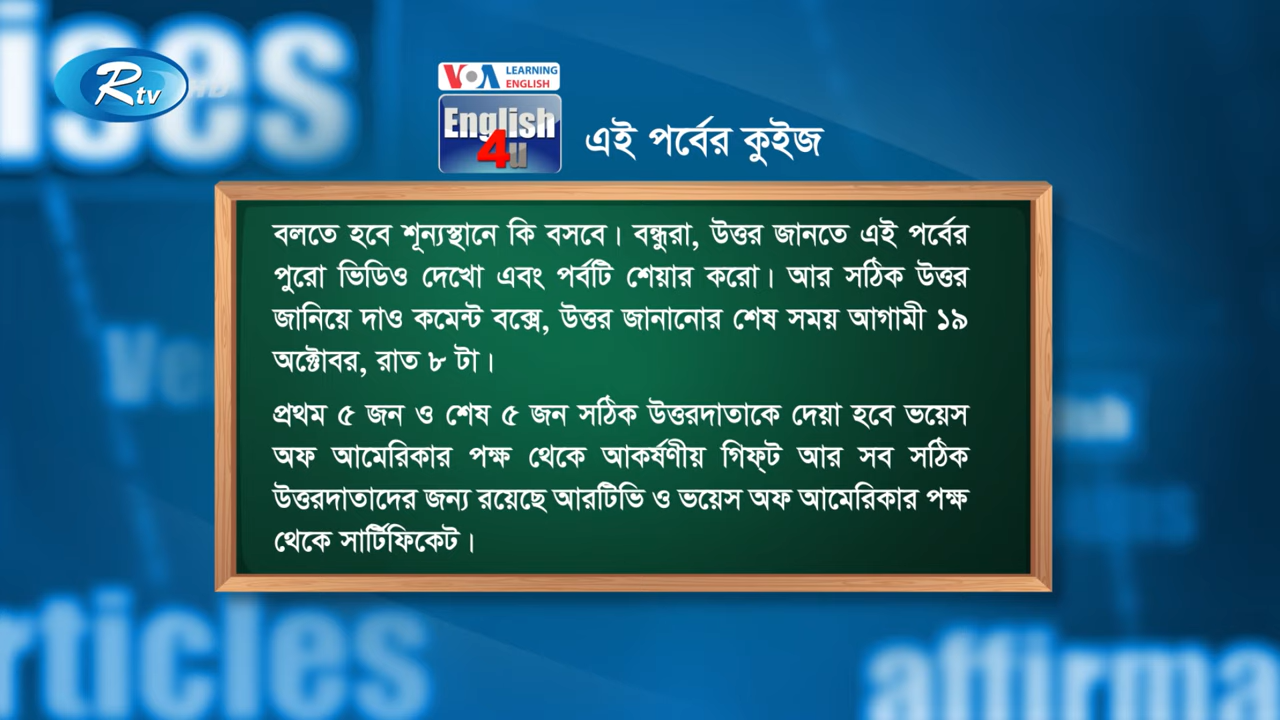 ises
Rtv
HD
VOA LEARNING ENGLISH
English 4u
এই পর্বের কুইজ
বলতে হবে শূন্যস্থানে কি বসবে। বন্ধুরা, উত্তর জানতে এই পর্বের
পুরো ভিডিও দেখো এবং পর্বটি শেয়ার করো। আর সঠিক উত্তর
জানিয়ে দাও কমেন্ট বক্সে, উত্তর জানানোর শেষ সময় আগামী ১৯
অক্টোবর, রাত ৮ টা।
প্রথম ৫ জন ও শেষ ৫ জন সঠিক উত্তরদাতাকে দেয়া হবে ভয়েস
অফ আমেরিকার পক্ষ থেকে আকর্ষণীয় গিফ্‌ট আর সব সঠিক
উত্তরদাতাদের জন্য রয়েছে আরটিভি ও ভয়েস অফ আমেরিকার পক্ষ
থেকে সার্টিফিকেট।
rticles
affirma